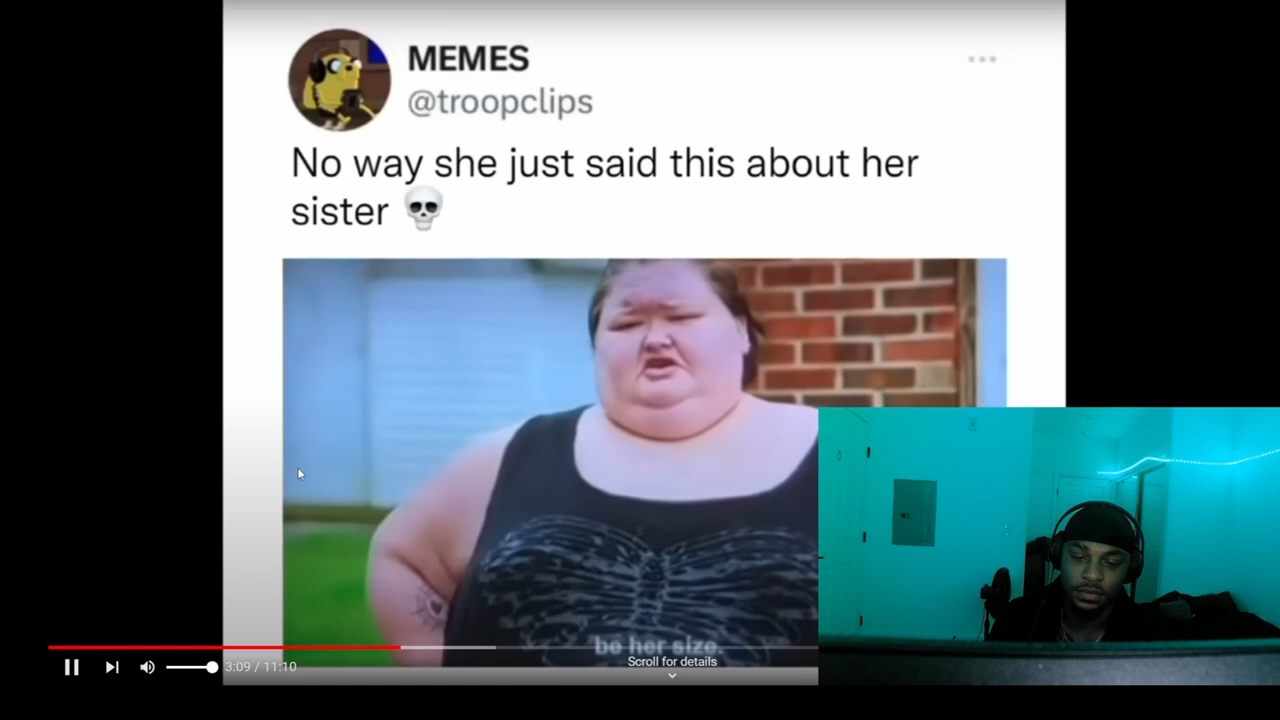 MEMES
@troopclips
No way she just said this about her
sister 💀
be her size.
Scroll for details
3:09 / 11:10